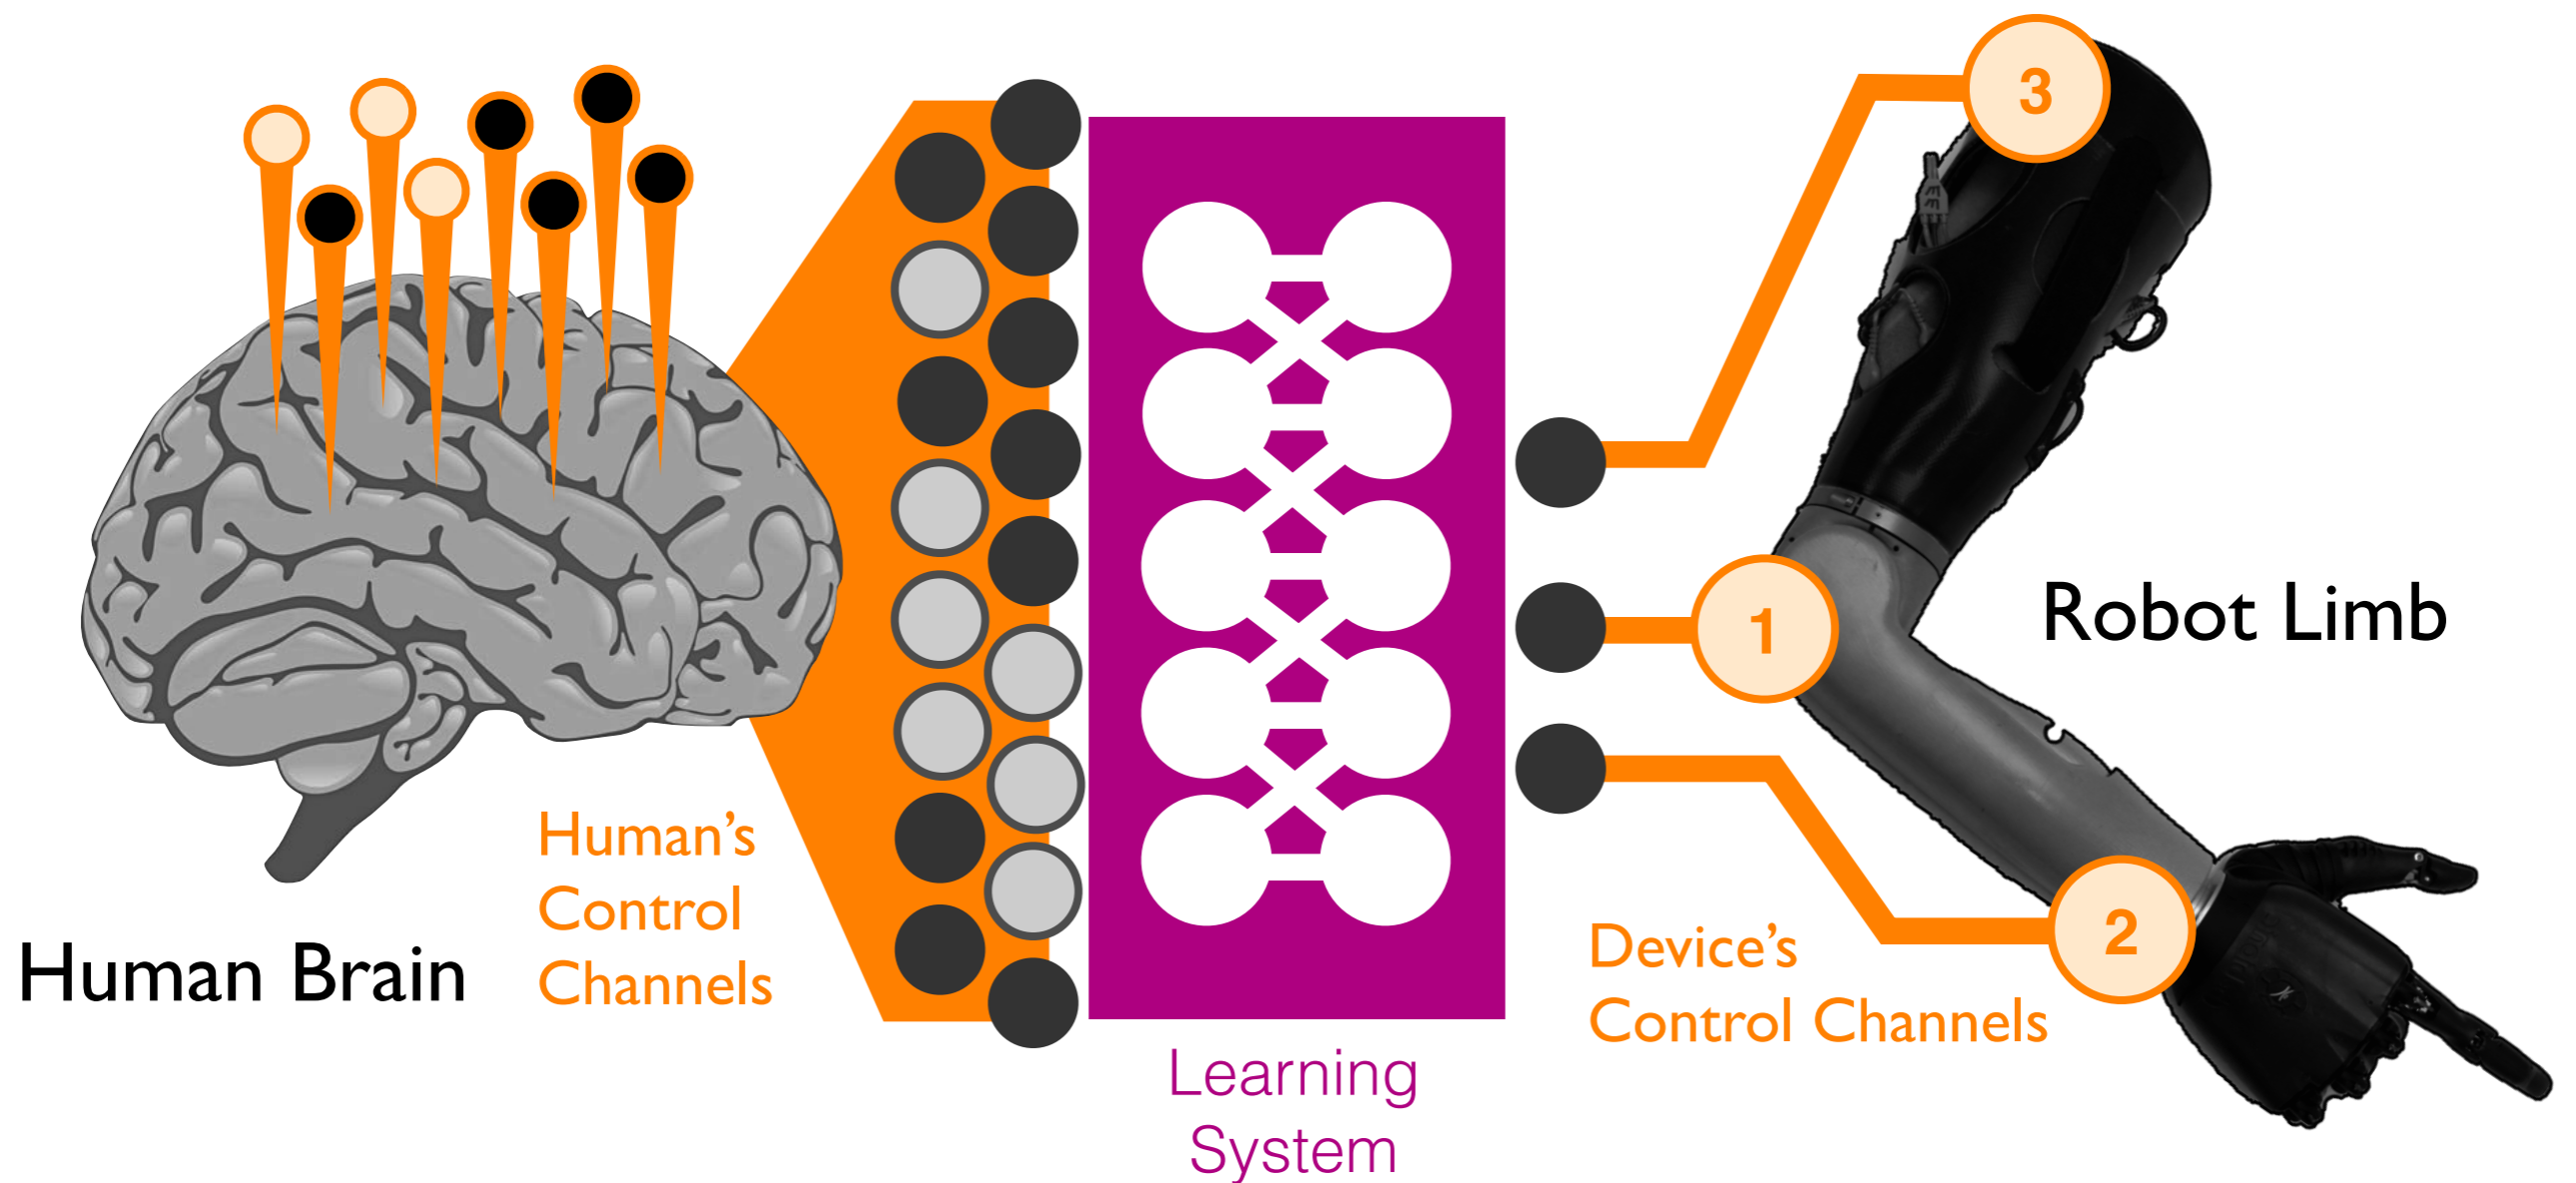 3
1
Robot Limb
Human's
Control
Channels
Human Brain
2
Device's
Control Channels
Learning
System